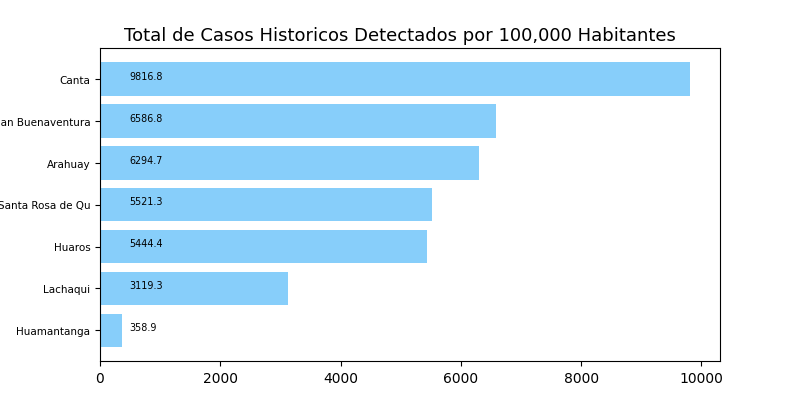 Total de Casos Historicos Detectados por 100,000 Habitantes
Canta 9816.8
an Buenaventura 6586.8
Arahuay 6294.7
Santa Rosa de Qu 5521.3
Huaros 5444.4
Lachaqui 3119.3
Huamantanga 358.9
0 2000 4000 6000 8000 10000